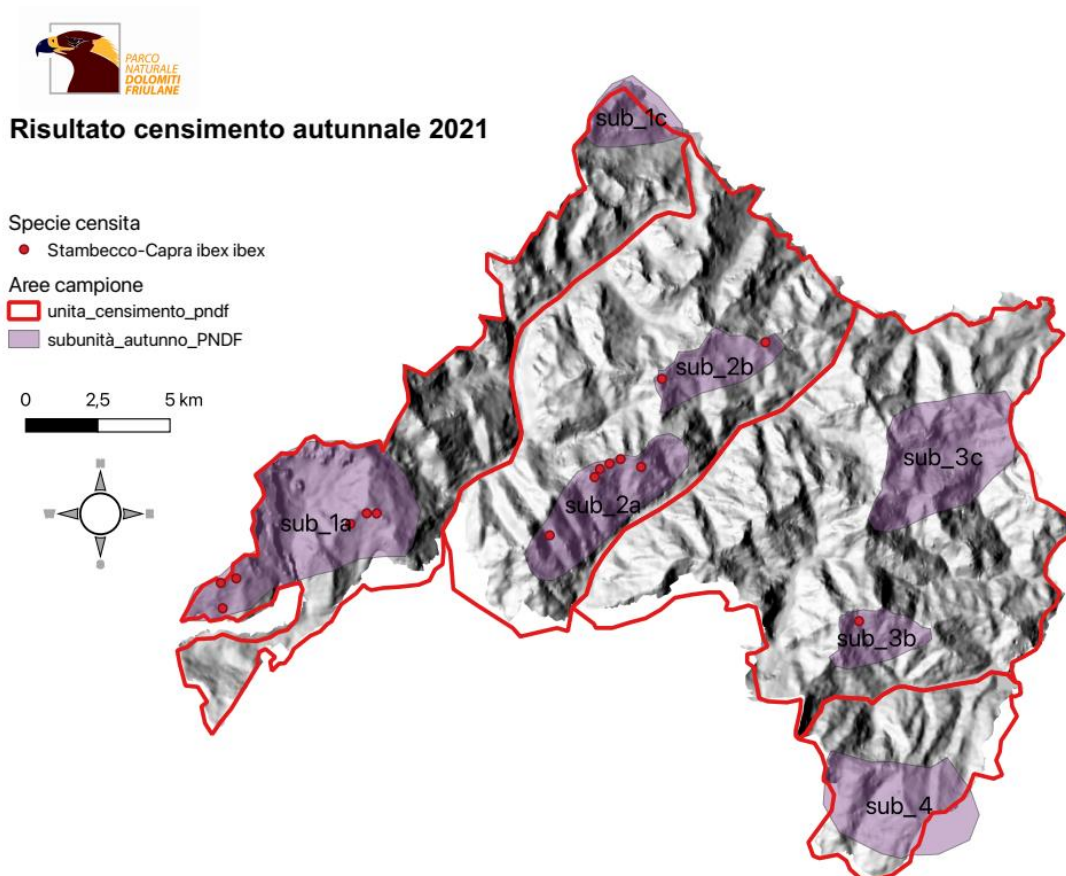 PARCO
NATURALE
DOLOMITI
FRIULANE
Risultato censimento autunnale 2021
Specie censita
Stambecco-Capra ibex ibex
Aree campione
unita_censimento_pndf
subunità_autunno_PNDF
0 2,5 5 km
sub_1c
sub_2b
sub_3c
sub_2a
sub_1a
sub_3b
sub_4